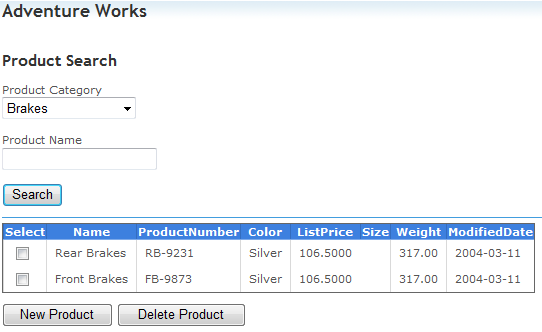 Adventure Works
Product Search
Product Category
Brakes
Product Name
Search
Select Name ProductNumber Color ListPrice Size Weight ModifiedDate
Rear Brakes RB-9231 Silver 106.5000 317.00 2004-03-11
Front Brakes FB-9873 Silver 106.5000 317.00 2004-03-11
New Product Delete Product